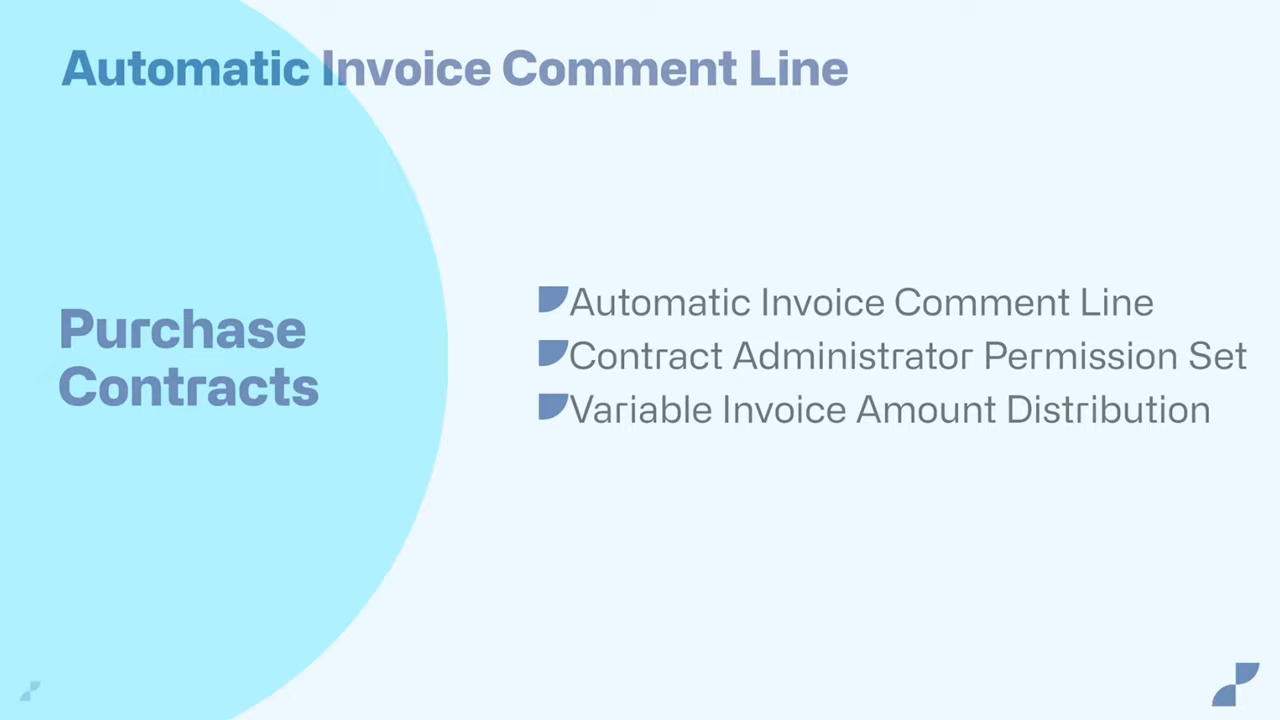 Automatic Invoice Comment Line
Purchase
Contracts
Automatic Invoice Comment Line
Contract Administrator Permission Set
Variable Invoice Amount Distribution